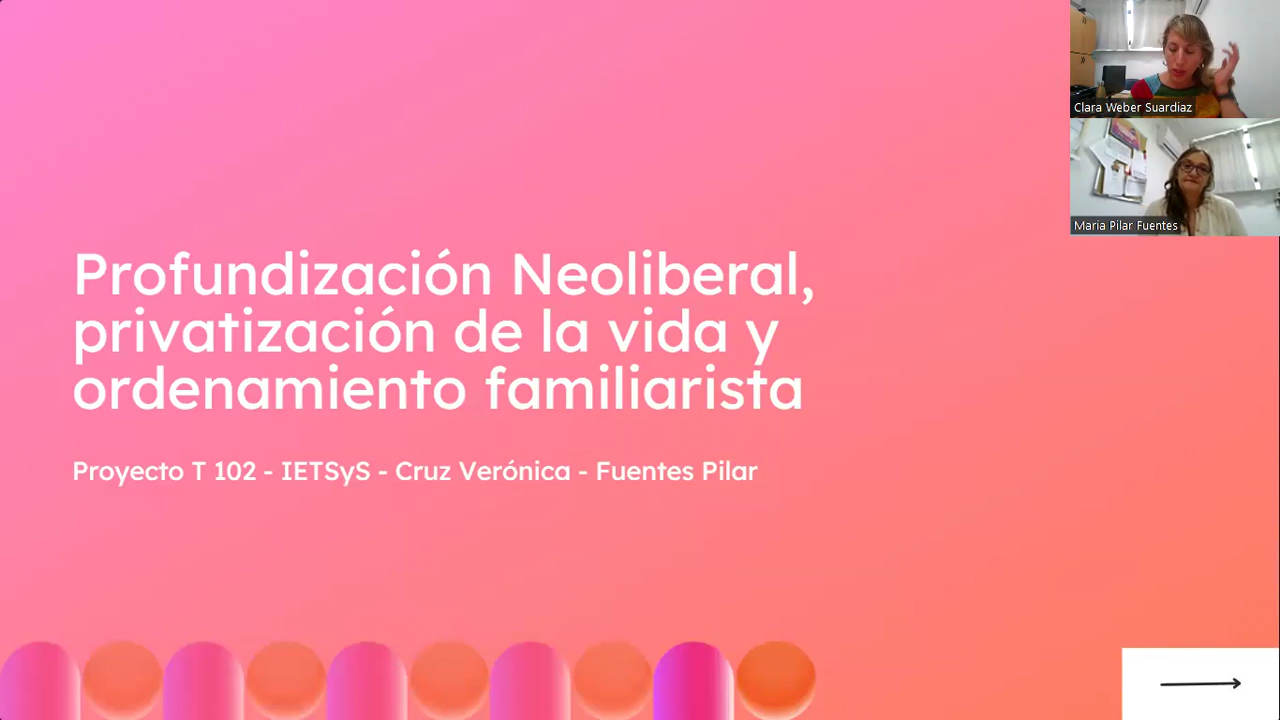 Profundización Neoliberal,
privatización de la vida y
ordenamiento familiarista
Proyecto T 102 - IETSyS - Cruz Verónica - Fuentes Pilar
Clara Weber Suardiaz
Maria Pilar Fuentes